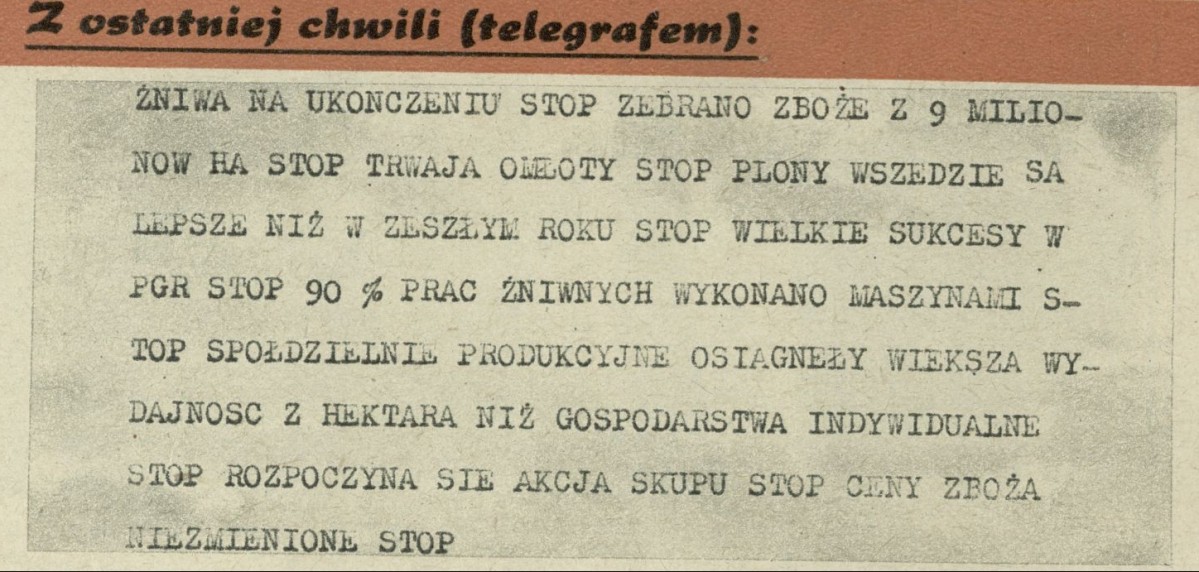 Z ostatniej chwili (telegrafem):
ŻNIWA NA UKONCZENIU STOP ZEBRANO ZBOŻE Z 9 MILIO-
NOW HA STOP TRWAJA OMŁOTY STOP PLONY WSZEDZIE SA
LEPSZE NIŻ W ZESZŁYM ROKU STOP WIELKIE SUKCESY W
PGR STOP 90 % PRAC ŻNIWNYCH WYKONANO MASZYNAMI S-
TOP SPOŁDZIELNIE PRODUKCYJNE OSIAGNEŁY WIEKSZA WY-
DAJNOSC Z HEKTARA NIŻ GOSPODARSTWA INDYWIDUALNE
STOP ROZPOCZYNA SIE AKCJA SKUPU STOP CENY ZBOŻA
NIEZMIENIONE STOP